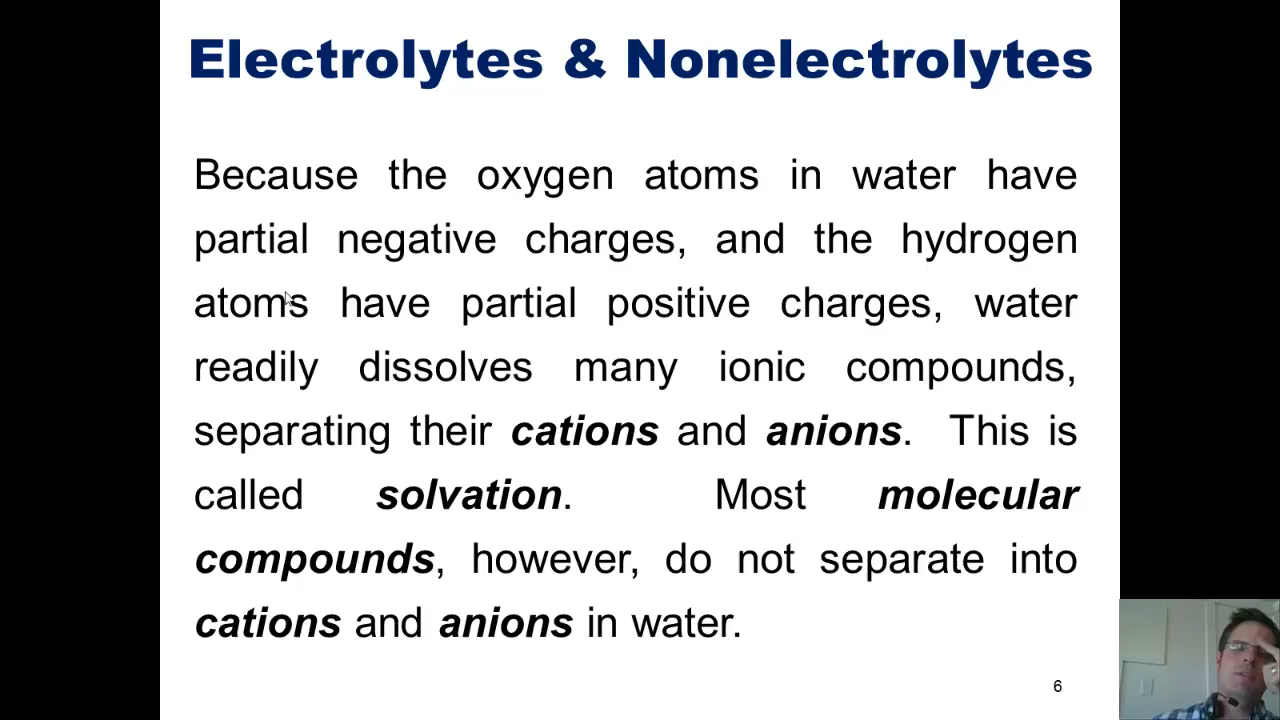 Electrolytes & Nonelectrolytes
Because the oxygen atoms in water have
partial negative charges, and the hydrogen
atoms have partial positive charges, water
readily dissolves many ionic compounds,
separating their cations and anions. This is
called solvation. Most molecular
compounds, however, do not separate into
cations and anions in water.
6